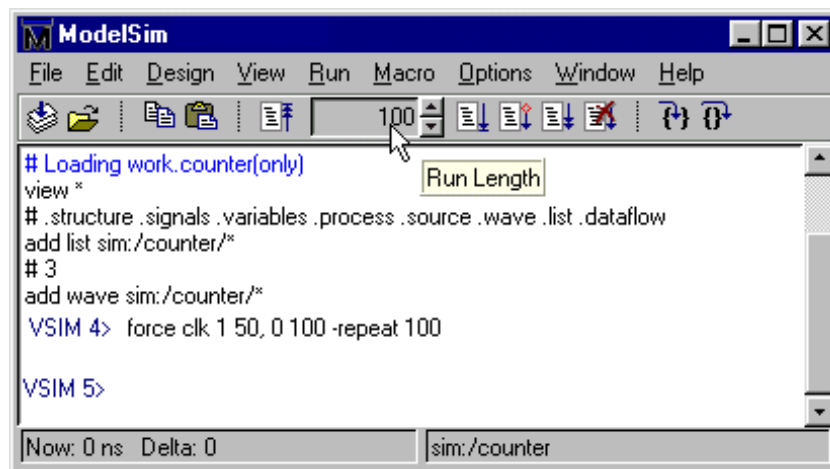 ModelSim
File Edit Design View Run Macro Options Window Help
100
Run Length
# Loading work.counter(only)
view *
# .structure .signals .variables .process .source .wave .list .dataflow
add list sim:/counter/*
# 3
add wave sim:/counter/*
VSIM 4> force clk 1 50, 0 100 -repeat 100
VSIM 5>
Now: 0 ns Delta: 0 sim:/counter